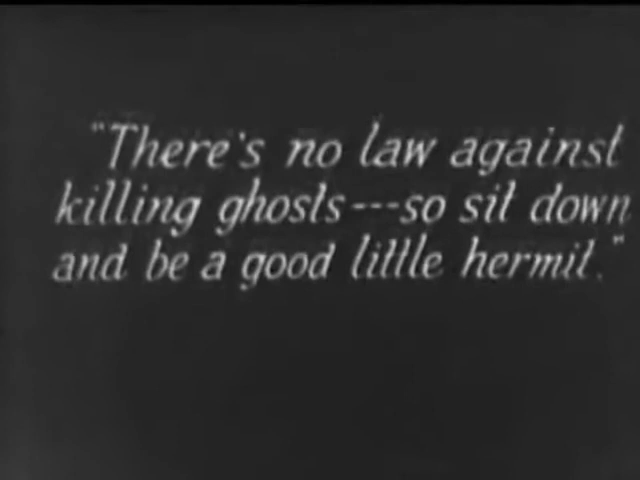 "There's no law against
killing ghosts---so sit down
and be a good little hermit."